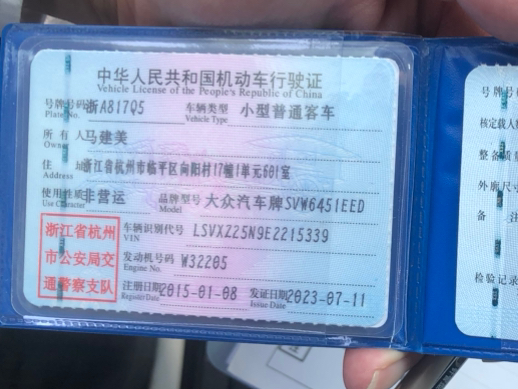 中华人民共和国机动车行驶证
Vehicle License of the People's Republic of China
号牌号码 浙A817Q5 车辆类型 小型普通客车
Plate No. Vehicle Type
所有人 马建美
Owner
住址 浙江省杭州市临平区向阳村17幢1单元601室
Address
使用性质 非营运 品牌型号 大众汽车牌SVW6451EED
Use Character Model
浙江省杭州
市公安局交
通警察支队
车辆识别代号 LSVXZ25N9E2215339
VIN
发动机号码 W32205
Engine No.
注册日期 2015-01-08 发证日期 2023-07-11
Register Date Issue Date
号牌号
核定载人
整备质量
外廓尺
备 注
检验记录